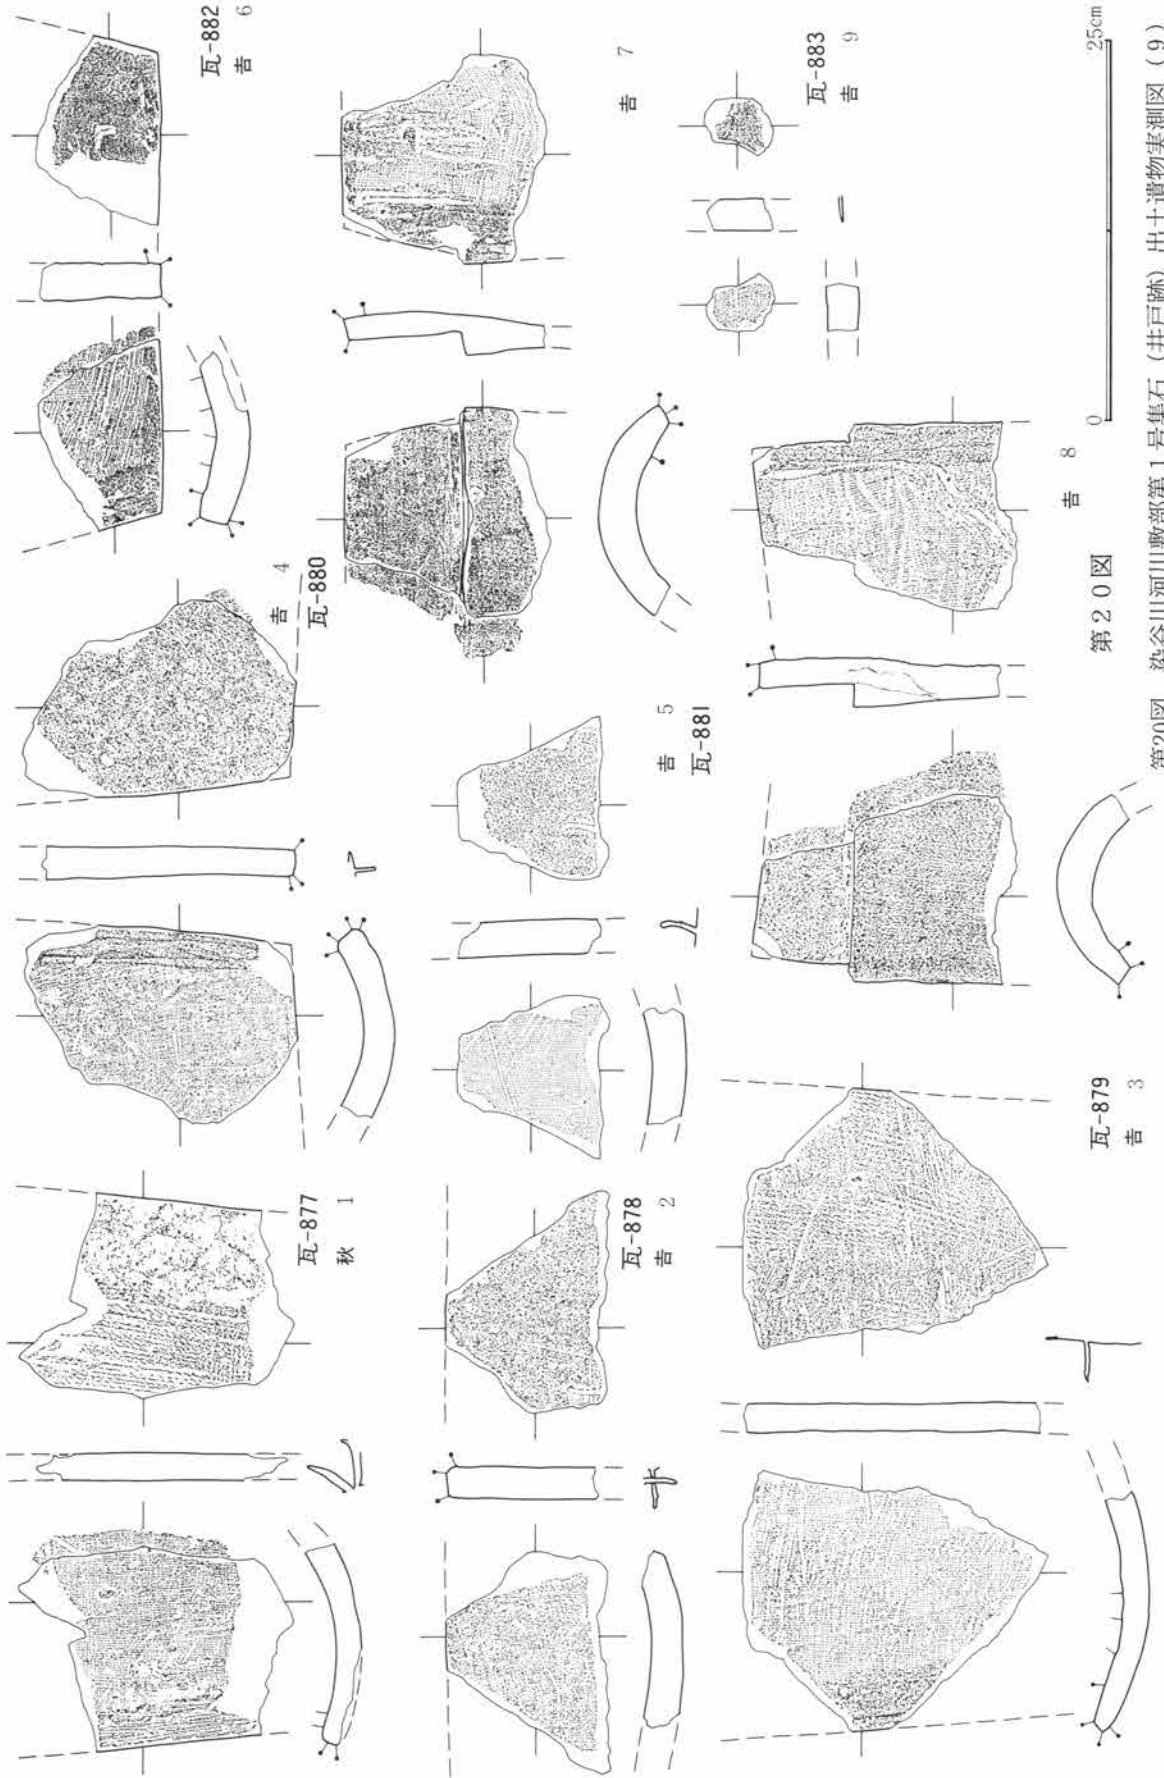 瓦-877
秋 1
瓦-878
吉 2
瓦-879
吉 3
吉 4
瓦-880
吉 5
瓦-881
瓦-882
吉 6
吉 7
吉 8
瓦-883
吉 9
第20図
0 25cm
第20図 染谷川河川敷部第1号集石(井戸跡)出土遺物実測図(9)